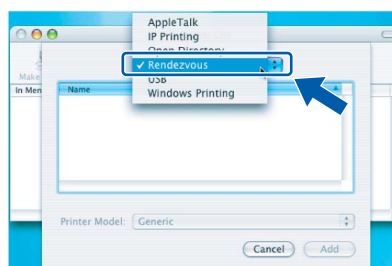 AppleTalk
IP Printing
Open Directory
✓ Rendezvous
USB
Windows Printing
Make
In Men
Name
Printer Model: Generic
Cancel Add